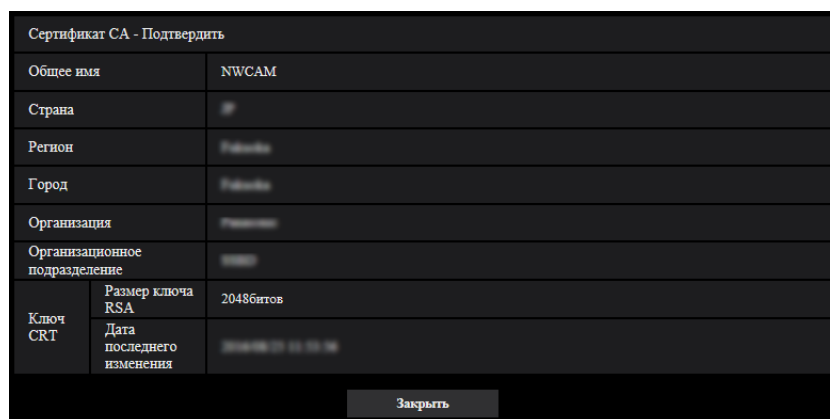 Сертификат CA - Подтвердить
Общее имя NWCAM
Страна
Регион
Город
Организация
Организационное
подразделение
Ключ
CRT
Размер ключа
RSA
2048битов
Дата
последнего
изменения
Закрыть